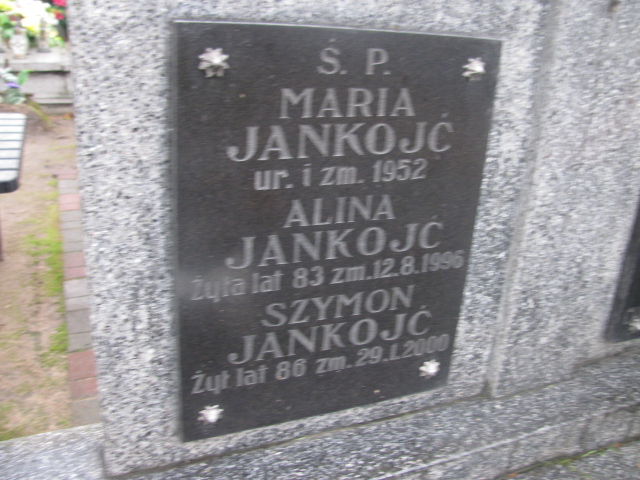 Ś. P.
MARIA
JANKOJĆ
ur. i zm. 1952
ALINA
JANKOJĆ
Żyła lat 83 zm. 12.8.1996
SZYMON
JANKOJĆ
Żył lat 86 zm. 29.1.2000